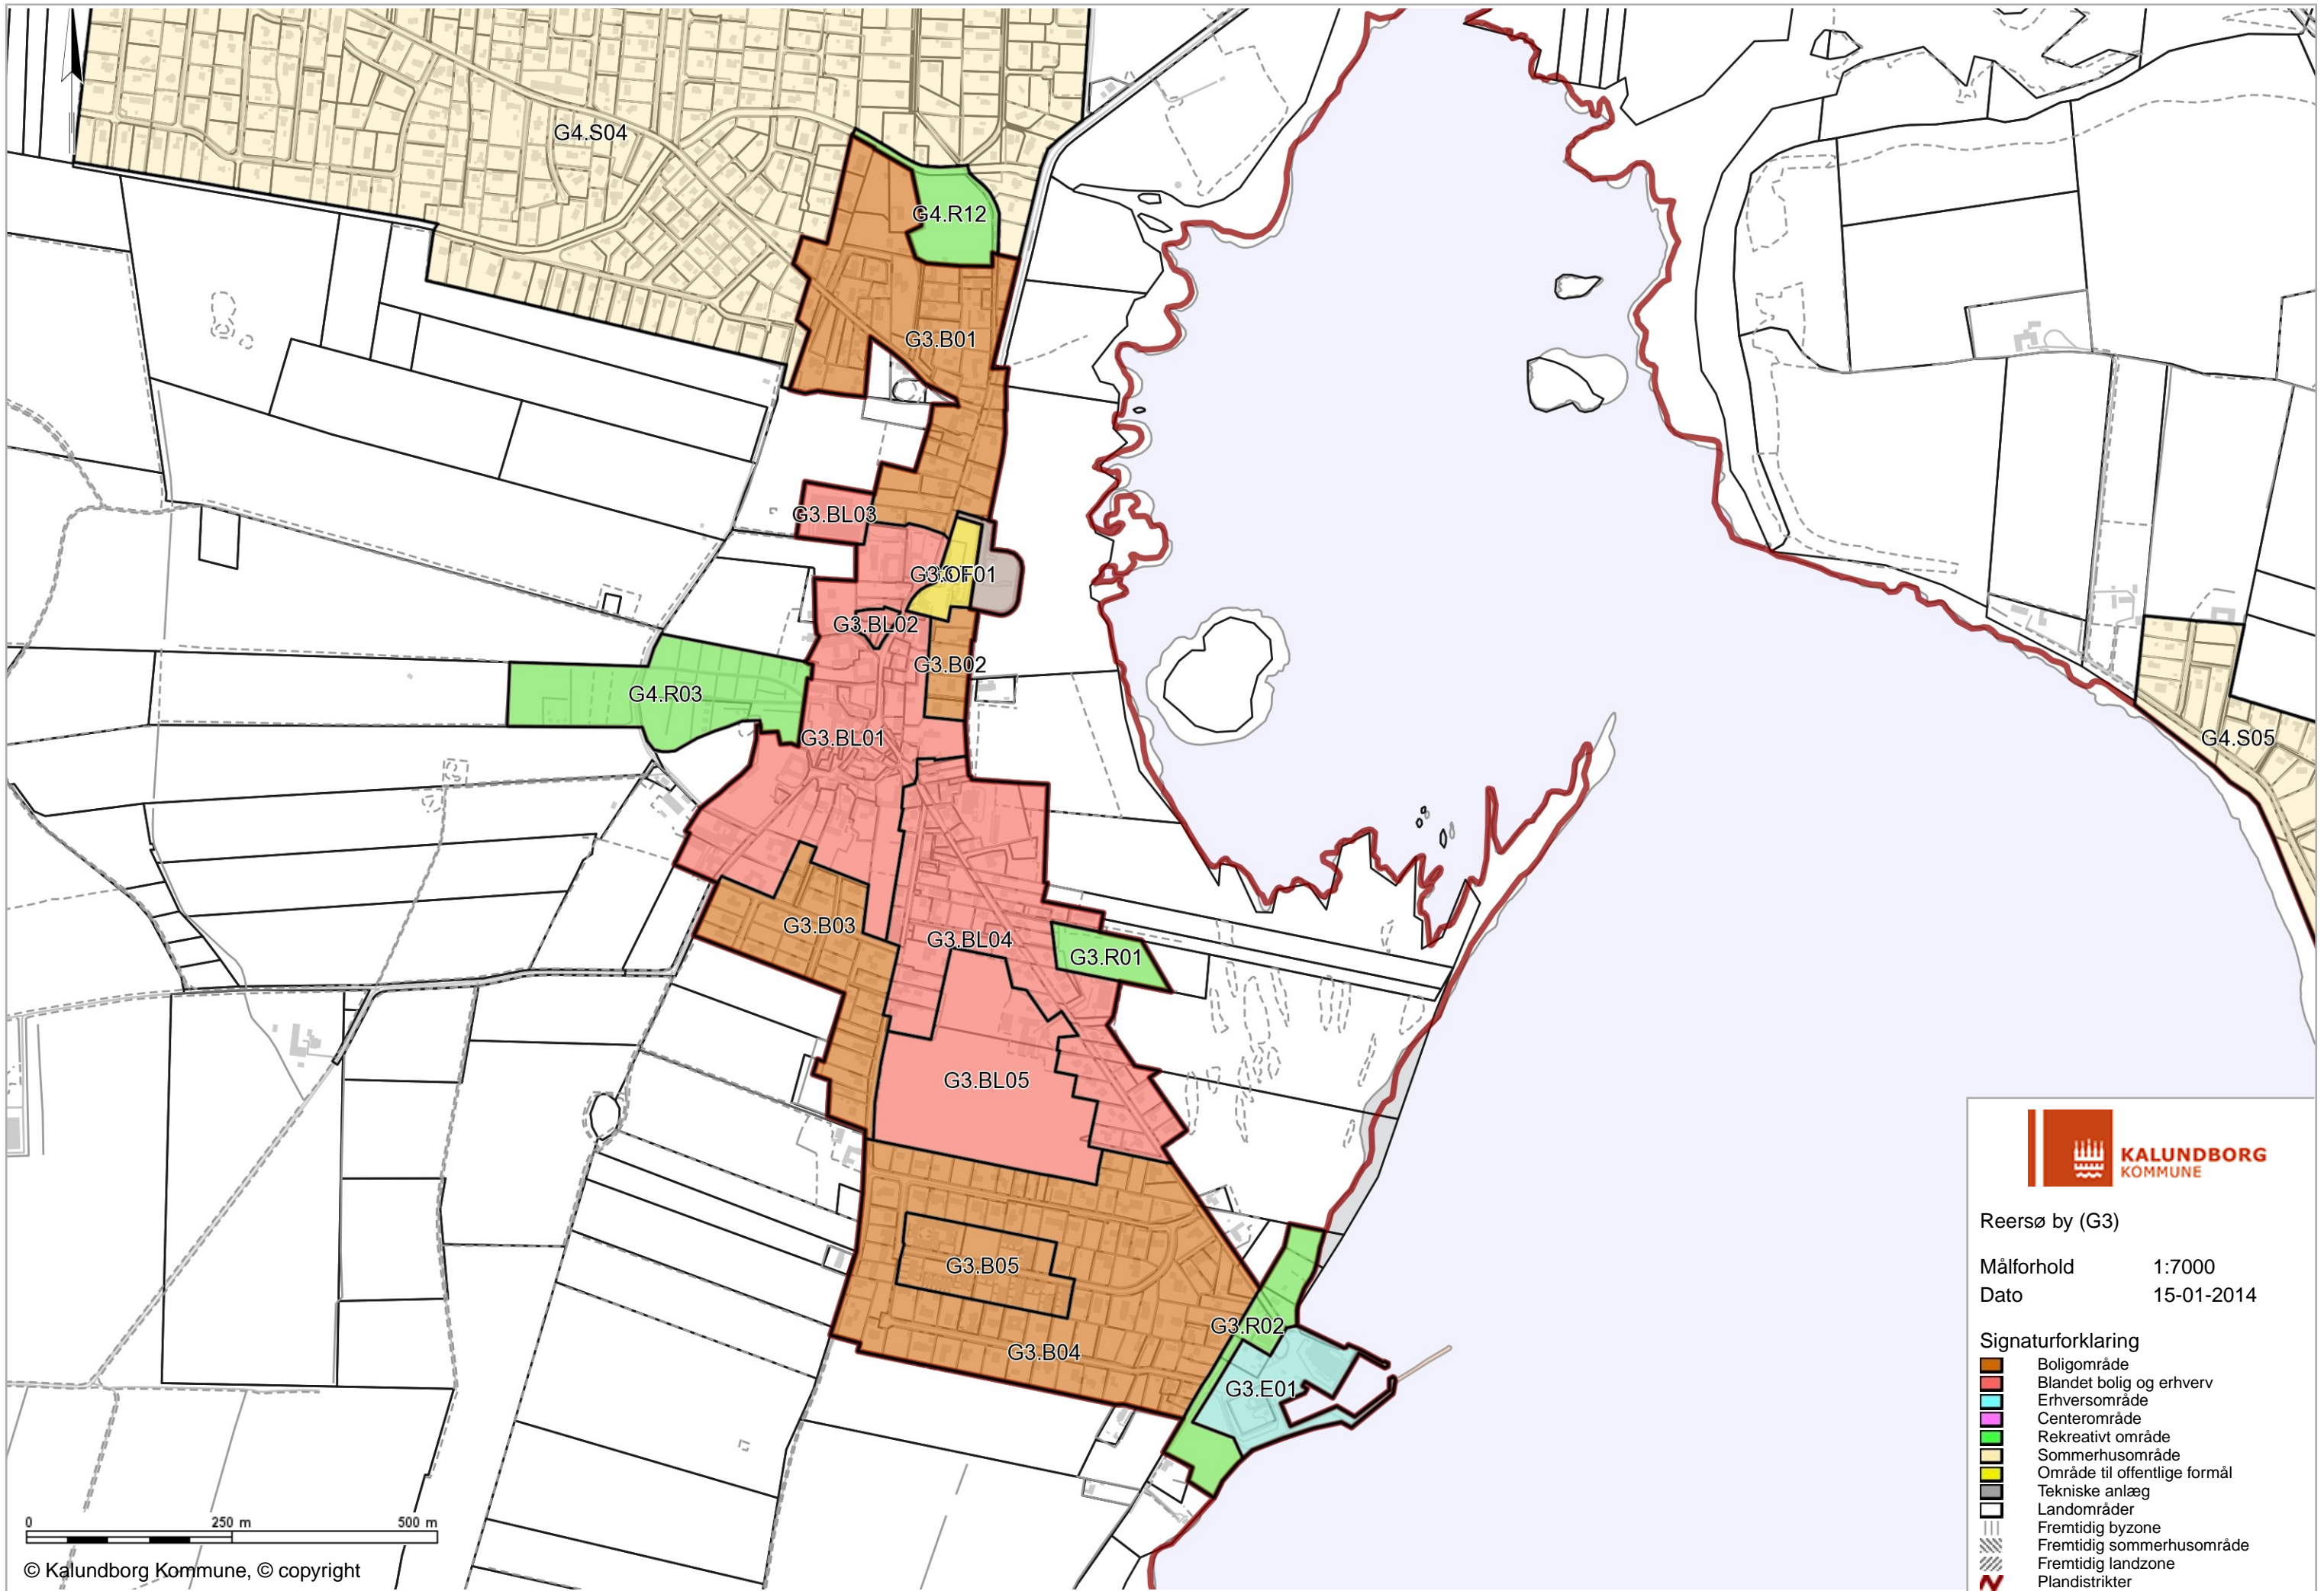 G4.S04
G4.R12
G3.B01
G3.BL03
G3.OF01
G3.BL02
G3.B02
G4.R03
G3.BL01
G4.S05
G3.B03
G3.BL04
G3.R01
G3.BL05
G3.B05
G3.R02
G3.B04
G3.E01
KALUNDBORG
KOMMUNE
Reersø by (G3)
Målforhold 1:7000
Dato 15-01-2014
Signaturforklaring
Boligområde
Blandet bolig og erhverv
Erhversområde
Centerområde
Rekreativt område
Sommerhusområde
Område til offentlige formål
Tekniske anlæg
Landområder
Fremtidig byzone
Fremtidig sommerhusområde
Fremtidig landzone
Plandistrikter
0 250 m 500 m
© Kalundborg Kommune, © copyright